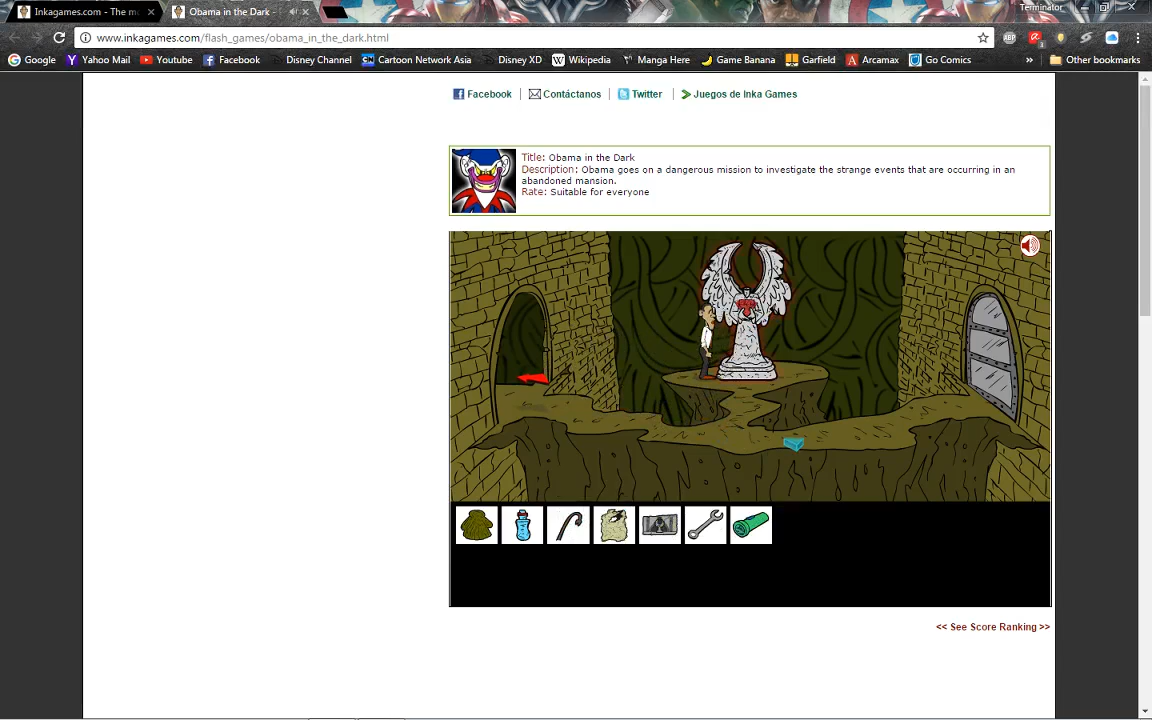 Inkagames.com - The m
Obama in the Dark -
Terminator
www.inkagames.com/flash_games/obama_in_the_dark.html
ABP
3
Google
Yahoo Mail
Youtube
Facebook
Disney Channel
CN
Cartoon Network Asia
Disney XD
W
Wikipedia
Manga Here
Game Banana
Garfield
A
Arcamax
Go Comics
»
Other bookmarks
Facebook | Contáctanos | Twitter | Juegos de Inka Games
Title: Obama in the Dark
Description: Obama goes on a dangerous mission to investigate the strange events that are occurring in an
abandoned mansion.
Rate: Suitable for everyone
<< See Score Ranking >>